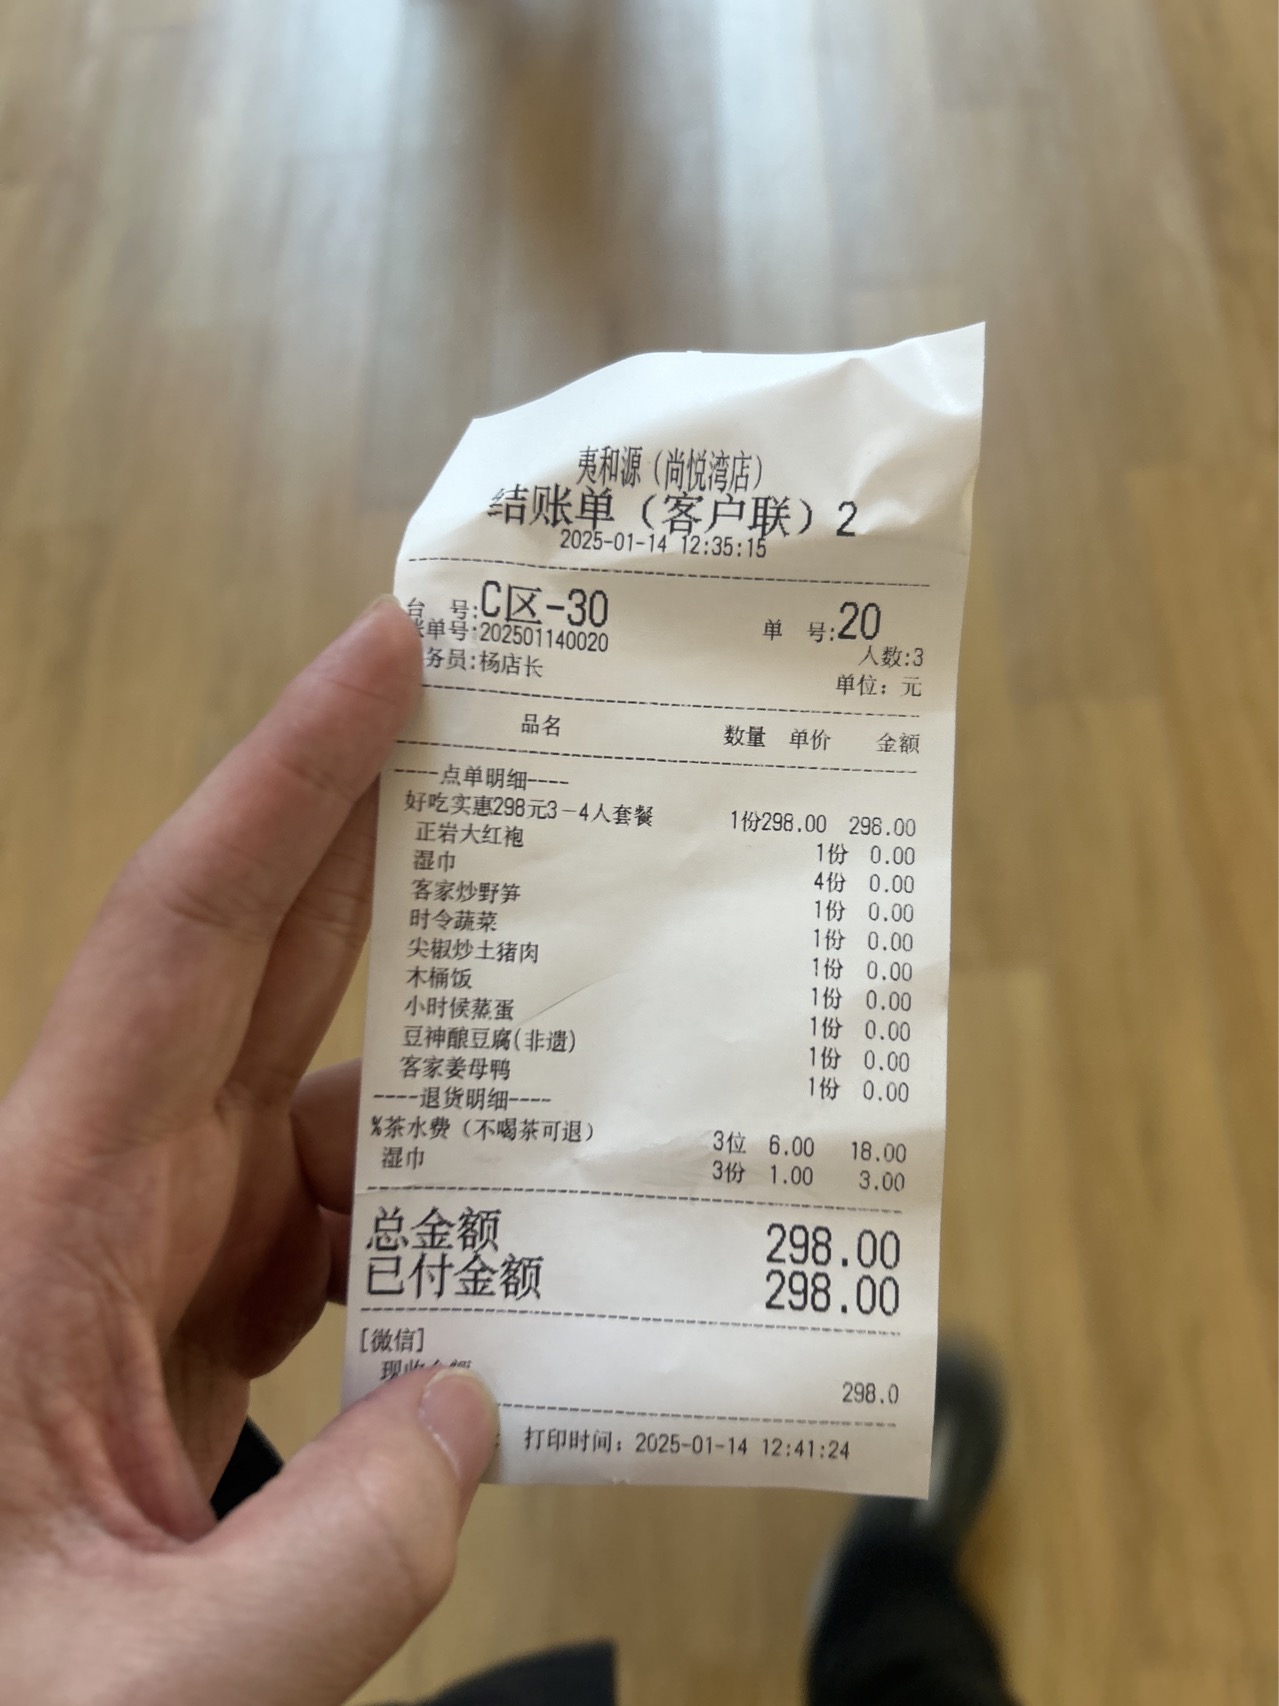 夷和源（尚悦湾店）
结账单（客户联）2
2025-01-14 12:35:15
台 号:C区-30 单 号:20
账单号:202501140020 人数:3
务员:杨店长 单位：元
品名 数量 单价 金额
----点单明细----
好吃实惠298元3－4人套餐 1份298.00 298.00
正岩大红袍 1份 0.00
湿巾 4份 0.00
客家炒野笋 1份 0.00
时令蔬菜 1份 0.00
尖椒炒土猪肉 1份 0.00
木桶饭 1份 0.00
小时候蒸蛋 1份 0.00
豆神酿豆腐(非遗) 1份 0.00
客家姜母鸭 1份 0.00
----退货明细----
%茶水费（不喝茶可退） 3位 6.00 18.00
湿巾 3份 1.00 3.00
总金额 298.00
已付金额 298.00
[微信]
现收金额 298.0
打印时间：2025-01-14 12:41:24